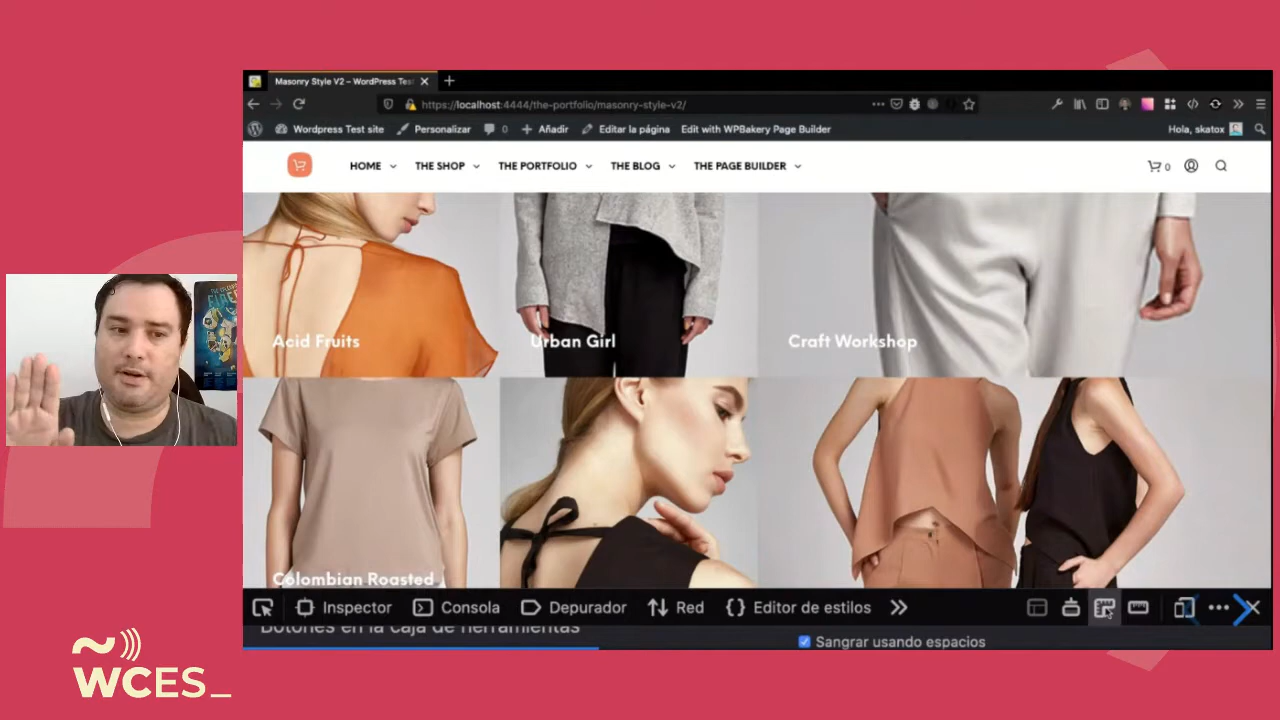 Masonry Style V2 – WordPress Tes
https://localhost:4444/the-portfolio/masonry-style-v2/
Wordpress Test site Personalizar 0 Añadir Editar la página Edit with WPBakery Page Builder Hola, skatox
HOME THE SHOP THE PORTFOLIO THE BLOG THE PAGE BUILDER 0
Acid Fruits Urban Girl Craft Workshop
Colombian Roasted
Inspector Consola Depurador Red Editor de estilos
Botones en la caja de herramientas
Sangrar usando espacios
WCES_